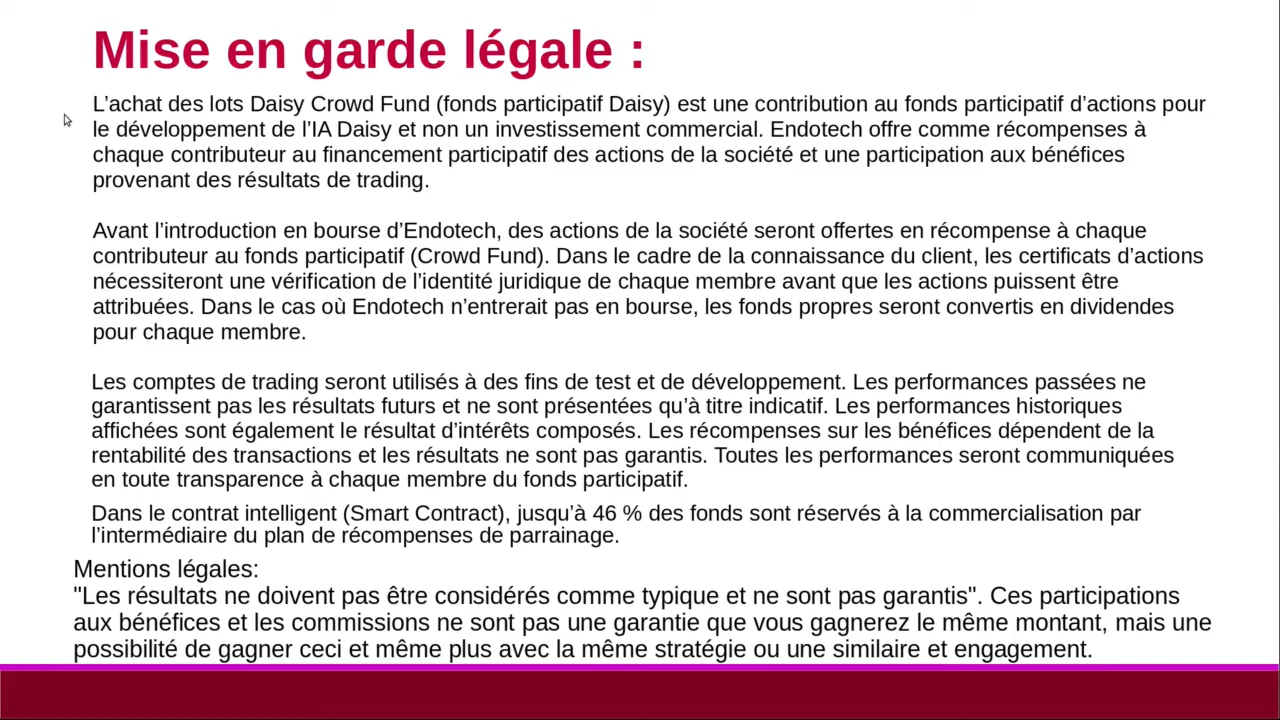 Mise en garde légale :
L’achat des lots Daisy Crowd Fund (fonds participatif Daisy) est une contribution au fonds participatif d’actions pour
le développement de l’IA Daisy et non un investissement commercial. Endotech offre comme récompenses à
chaque contributeur au financement participatif des actions de la société et une participation aux bénéfices
provenant des résultats de trading.
Avant l’introduction en bourse d’Endotech, des actions de la société seront offertes en récompense à chaque
contributeur au fonds participatif (Crowd Fund). Dans le cadre de la connaissance du client, les certificats d’actions
nécessiteront une vérification de l’identité juridique de chaque membre avant que les actions puissent être
attribuées. Dans le cas où Endotech n’entrerait pas en bourse, les fonds propres seront convertis en dividendes
pour chaque membre.
Les comptes de trading seront utilisés à des fins de test et de développement. Les performances passées ne
garantissent pas les résultats futurs et ne sont présentées qu’à titre indicatif. Les performances historiques
affichées sont également le résultat d’intérêts composés. Les récompenses sur les bénéfices dépendent de la
rentabilité des transactions et les résultats ne sont pas garantis. Toutes les performances seront communiquées
en toute transparence à chaque membre du fonds participatif.
Dans le contrat intelligent (Smart Contract), jusqu’à 46 % des fonds sont réservés à la commercialisation par
l’intermédiaire du plan de récompenses de parrainage.
Mentions légales:
"Les résultats ne doivent pas être considérés comme typique et ne sont pas garantis". Ces participations
aux bénéfices et les commissions ne sont pas une garantie que vous gagnerez le même montant, mais une
possibilité de gagner ceci et même plus avec la même stratégie ou une similaire et engagement.